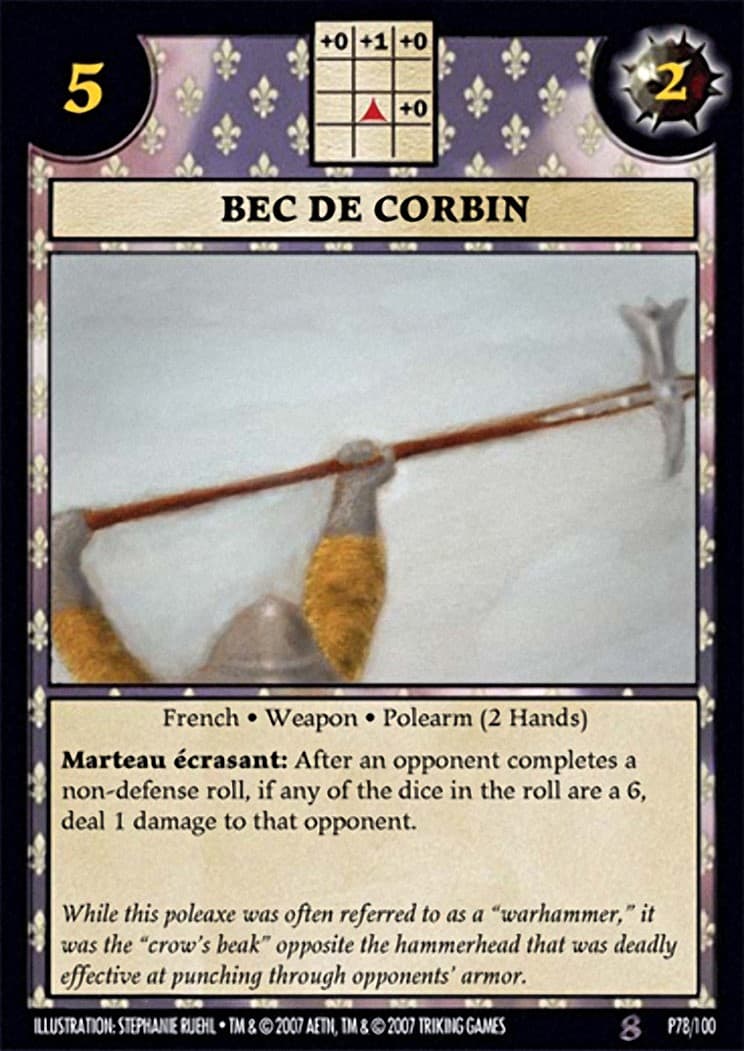 5
+0 +1 +0
2
+0
BEC DE CORBIN
French • Weapon • Polearm (2 Hands)
Marteau écrasant: After an opponent completes a
non-defense roll, if any of the dice in the roll are a 6,
deal 1 damage to that opponent.
While this poleaxe was often referred to as a “warhammer,” it
was the “crow's beak” opposite the hammerhead that was deadly
effective at punching through opponents' armor.
ILLUSTRATION: STEPHANIE RUEHL • TM & © 2007 AETN, TM & © 2007 TRIKING GAMES P78/100